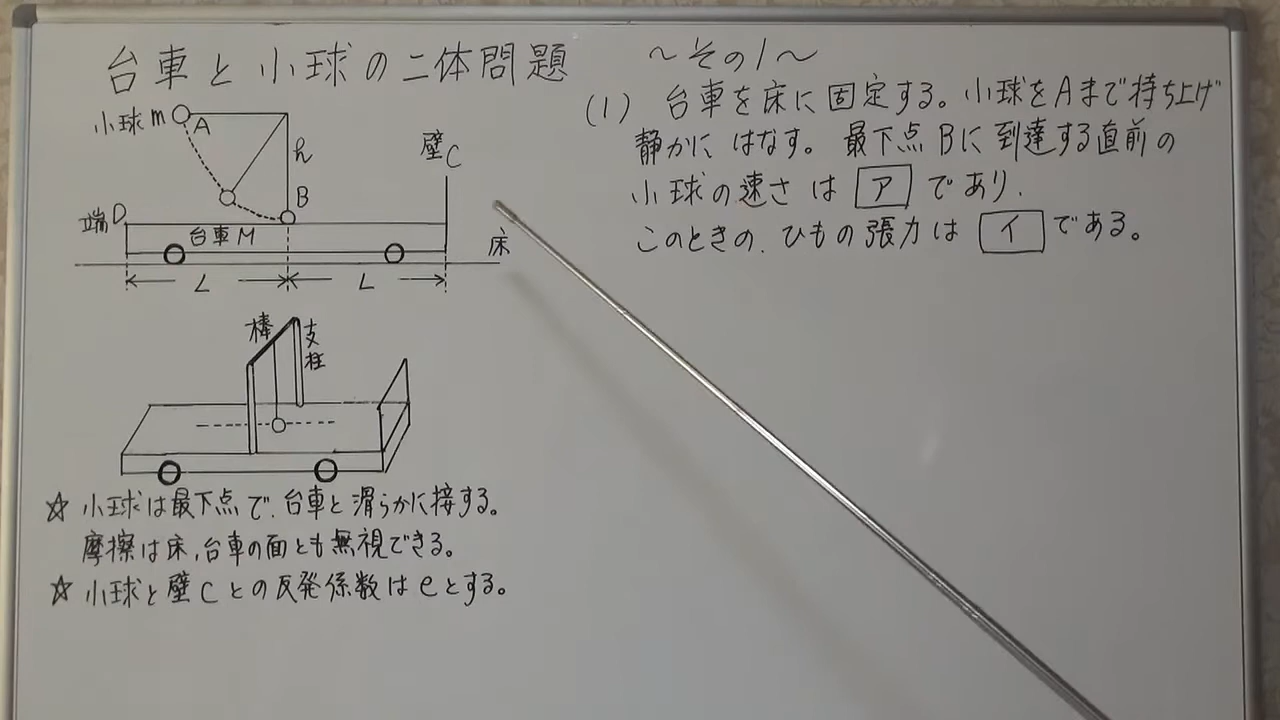 台車と小球の二体問題 ～その1～
小球m
A
h
B
壁C
端D
台車M
床
L
L
棒
支柱
☆ 小球は最下点で、台車と滑らかに接する。
摩擦は床、台車の面とも無視できる。
☆ 小球と壁Cとの反発係数はeとする。
(1) 台車を床に固定する。小球をAまで持ち上げ
静かにはなす。最下点Bに到達する直前の
小球の速さは ア であり、
このときの、ひもの張力は イ である。